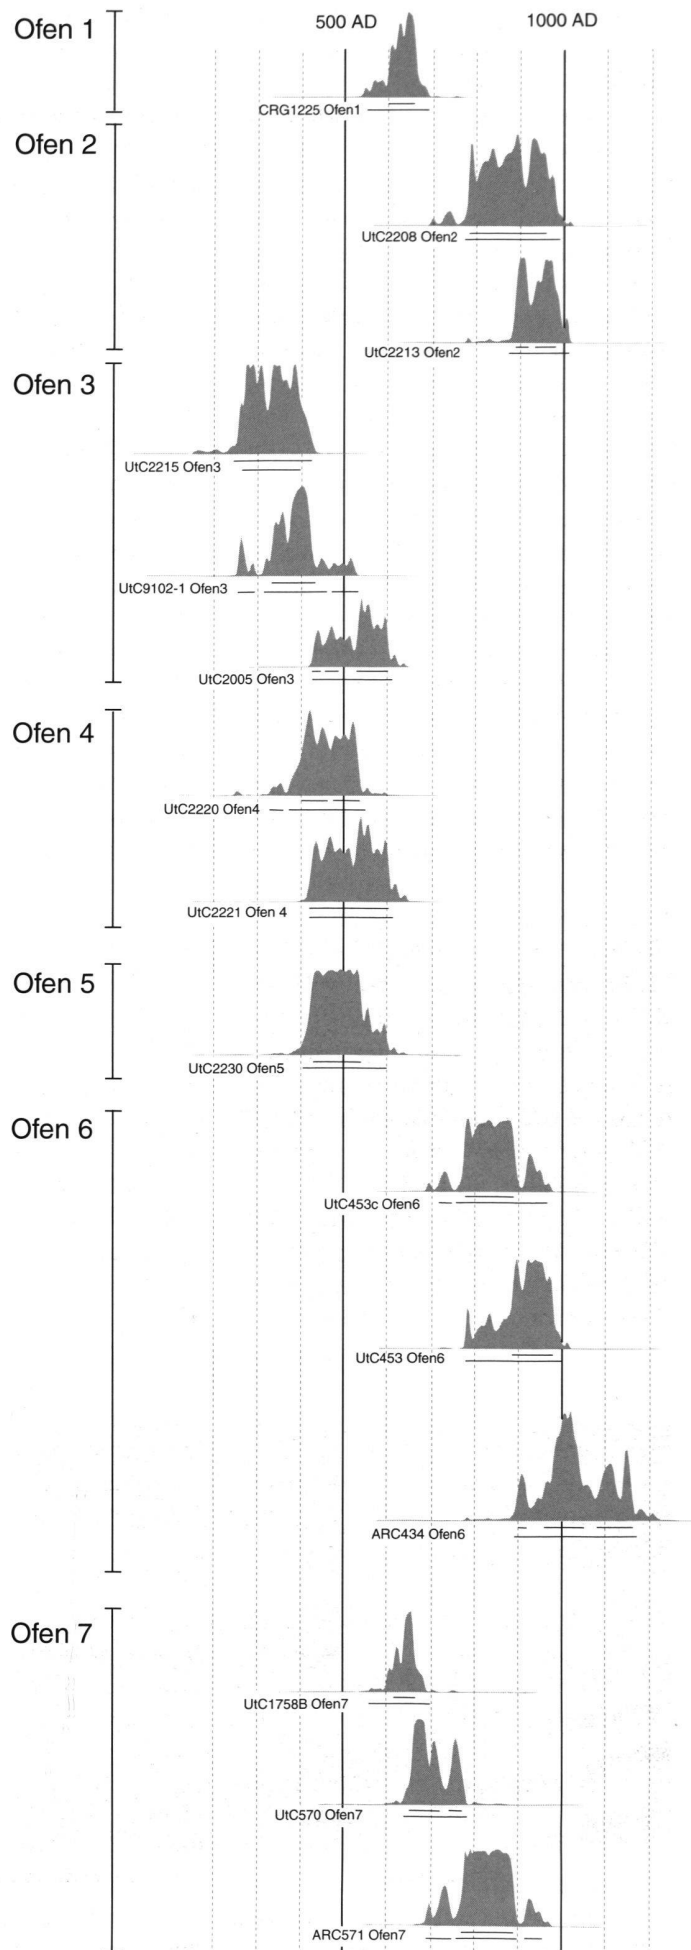 500 AD 1000 AD
Ofen 1
CRG1225 Ofen1
Ofen 2
UtC2208 Ofen2
UtC2213 Ofen2
Ofen 3
UtC2215 Ofen3
UtC9102-1 Ofen3
UtC2005 Ofen3
Ofen 4
UtC2220 Ofen4
UtC2221 Ofen 4
Ofen 5
UtC2230 Ofen5
Ofen 6
UtC453c Ofen6
UtC453 Ofen6
ARC434 Ofen6
Ofen 7
UtC1758B Ofen7
UtC570 Ofen7
ARC571 Ofen7